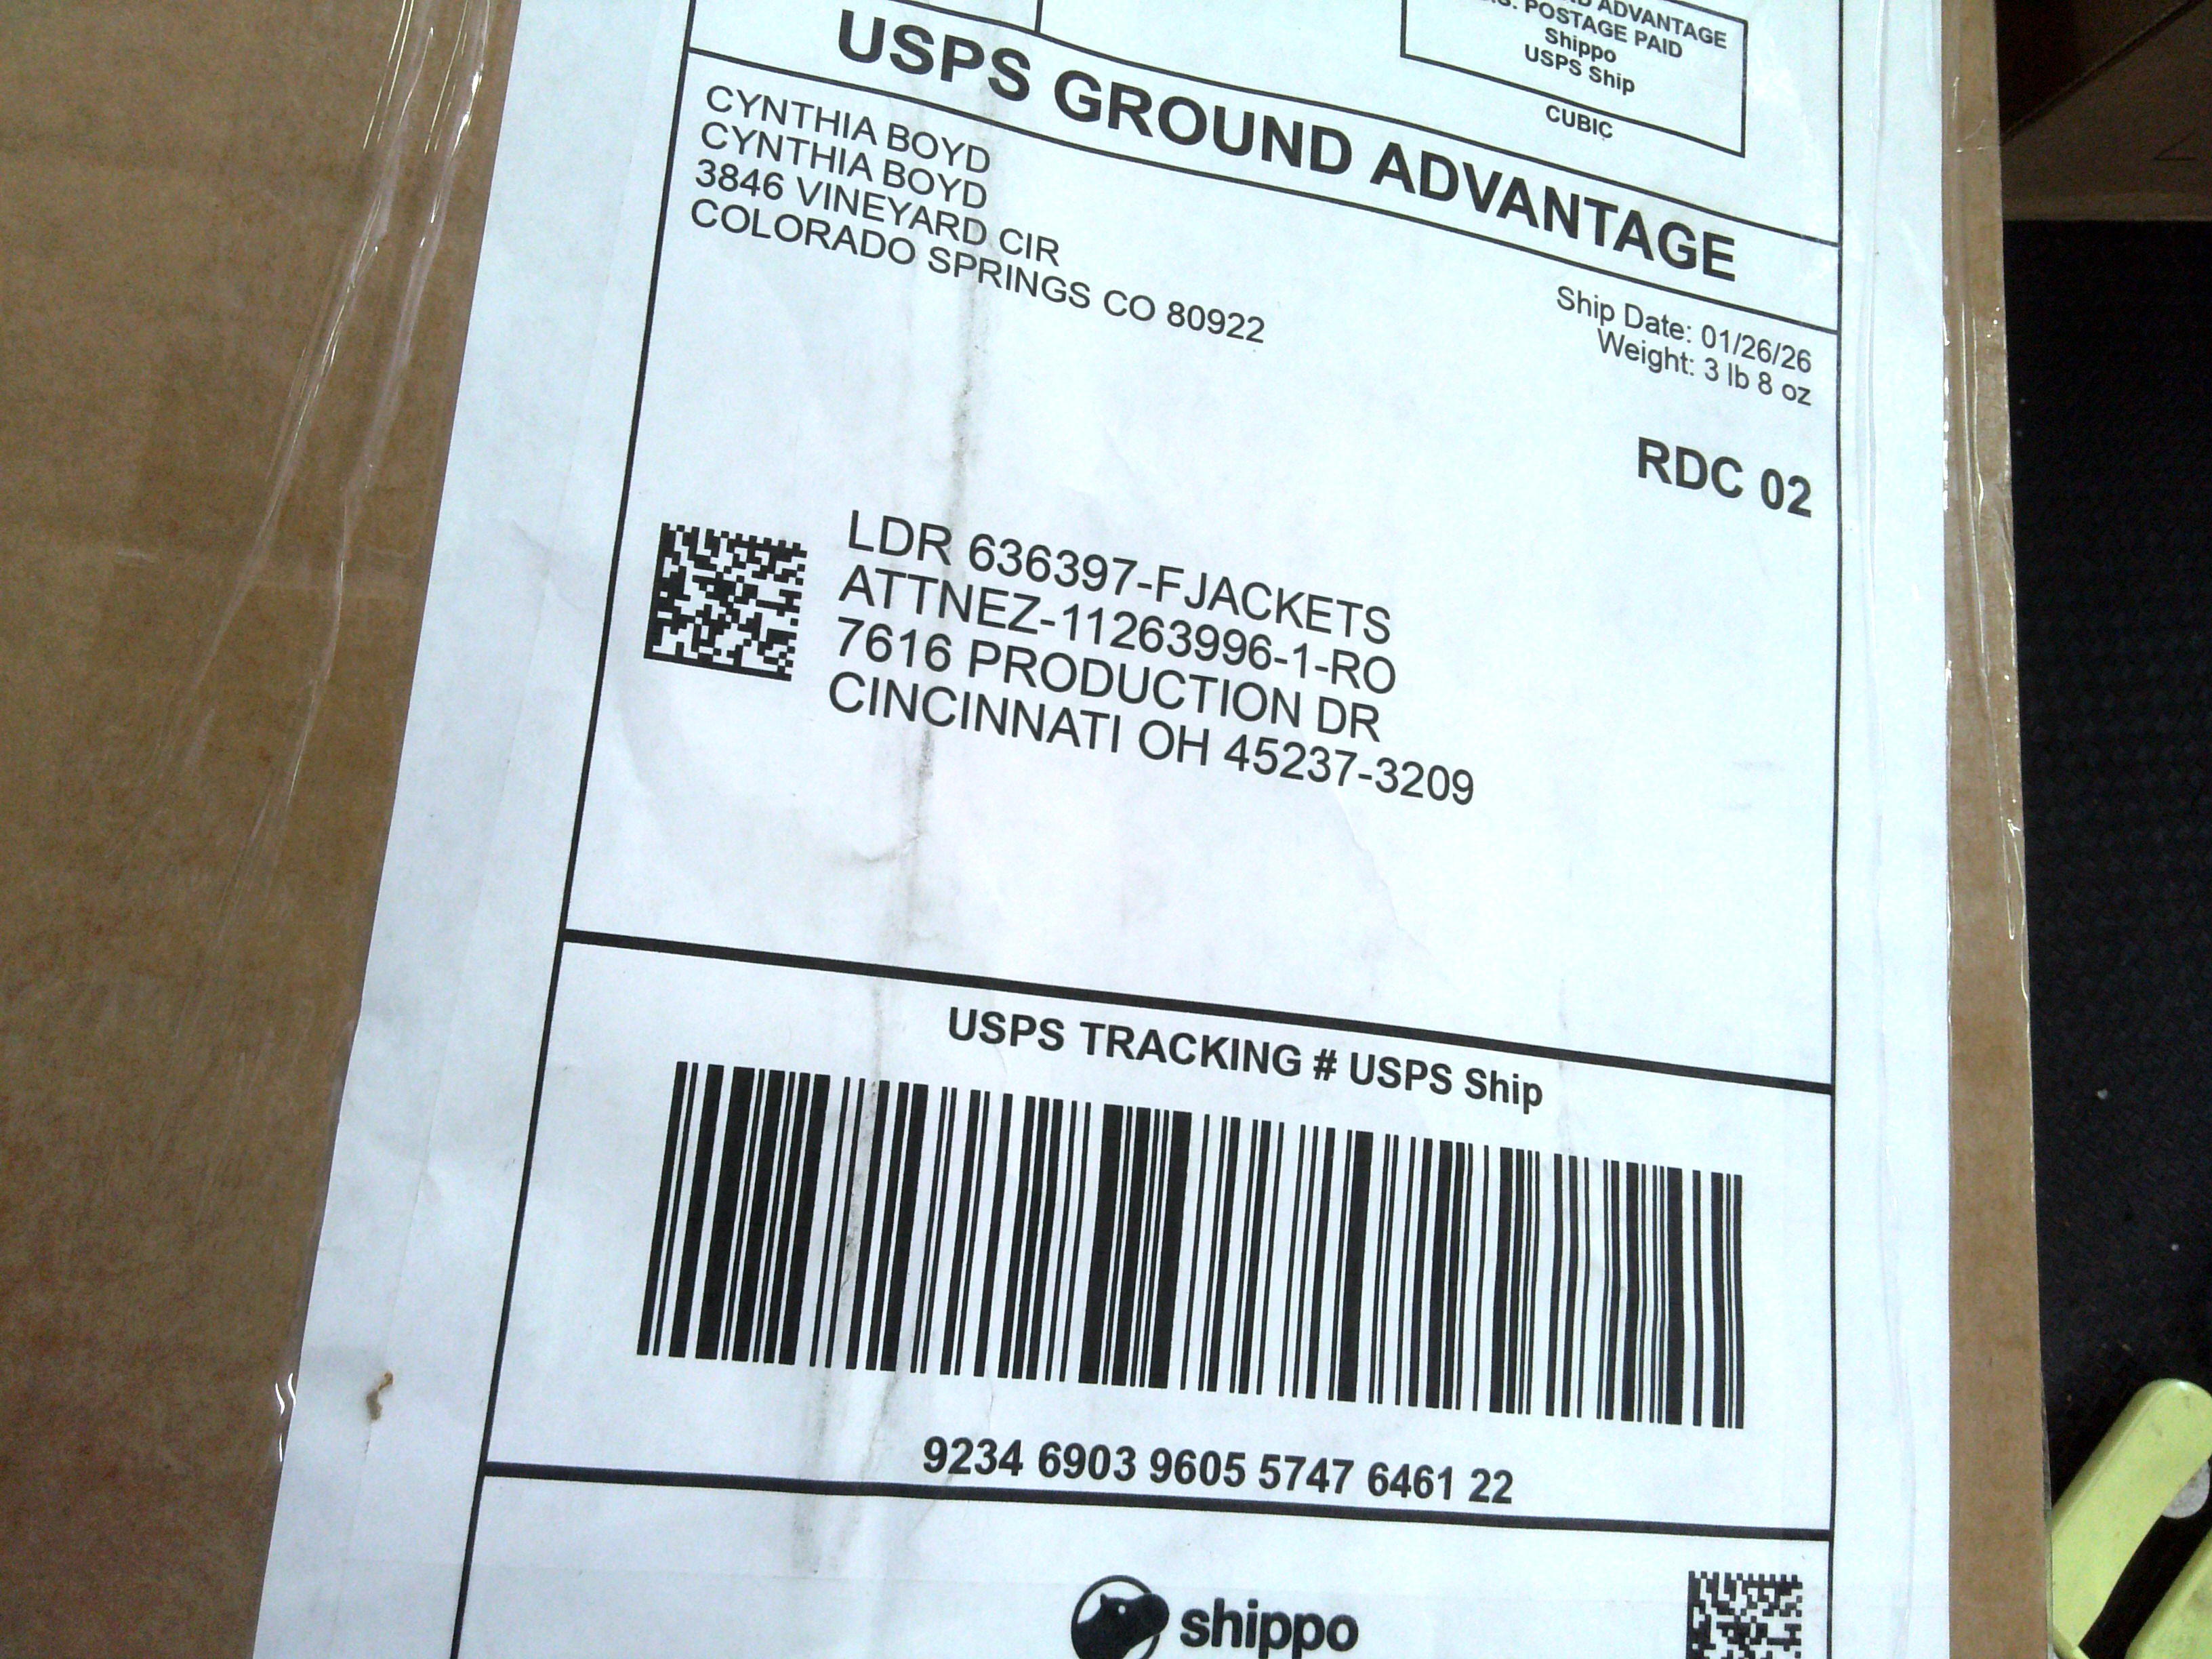 ADVANTAGE
POSTAGE PAID
Shippo
USPS Ship
CUBIC
USPS GROUND ADVANTAGE
CYNTHIA BOYD
CYNTHIA BOYD
3846 VINEYARD CIR
COLORADO SPRINGS CO 80922
Ship Date: 01/26/26
Weight: 3 lb 8 oz
RDC 02
LDR 636397-FJACKETS
ATTNEZ-11263996-1-RO
7616 PRODUCTION DR
CINCINNATI OH 45237-3209
USPS TRACKING # USPS Ship
9234 6903 9605 5747 6461 22
shippo